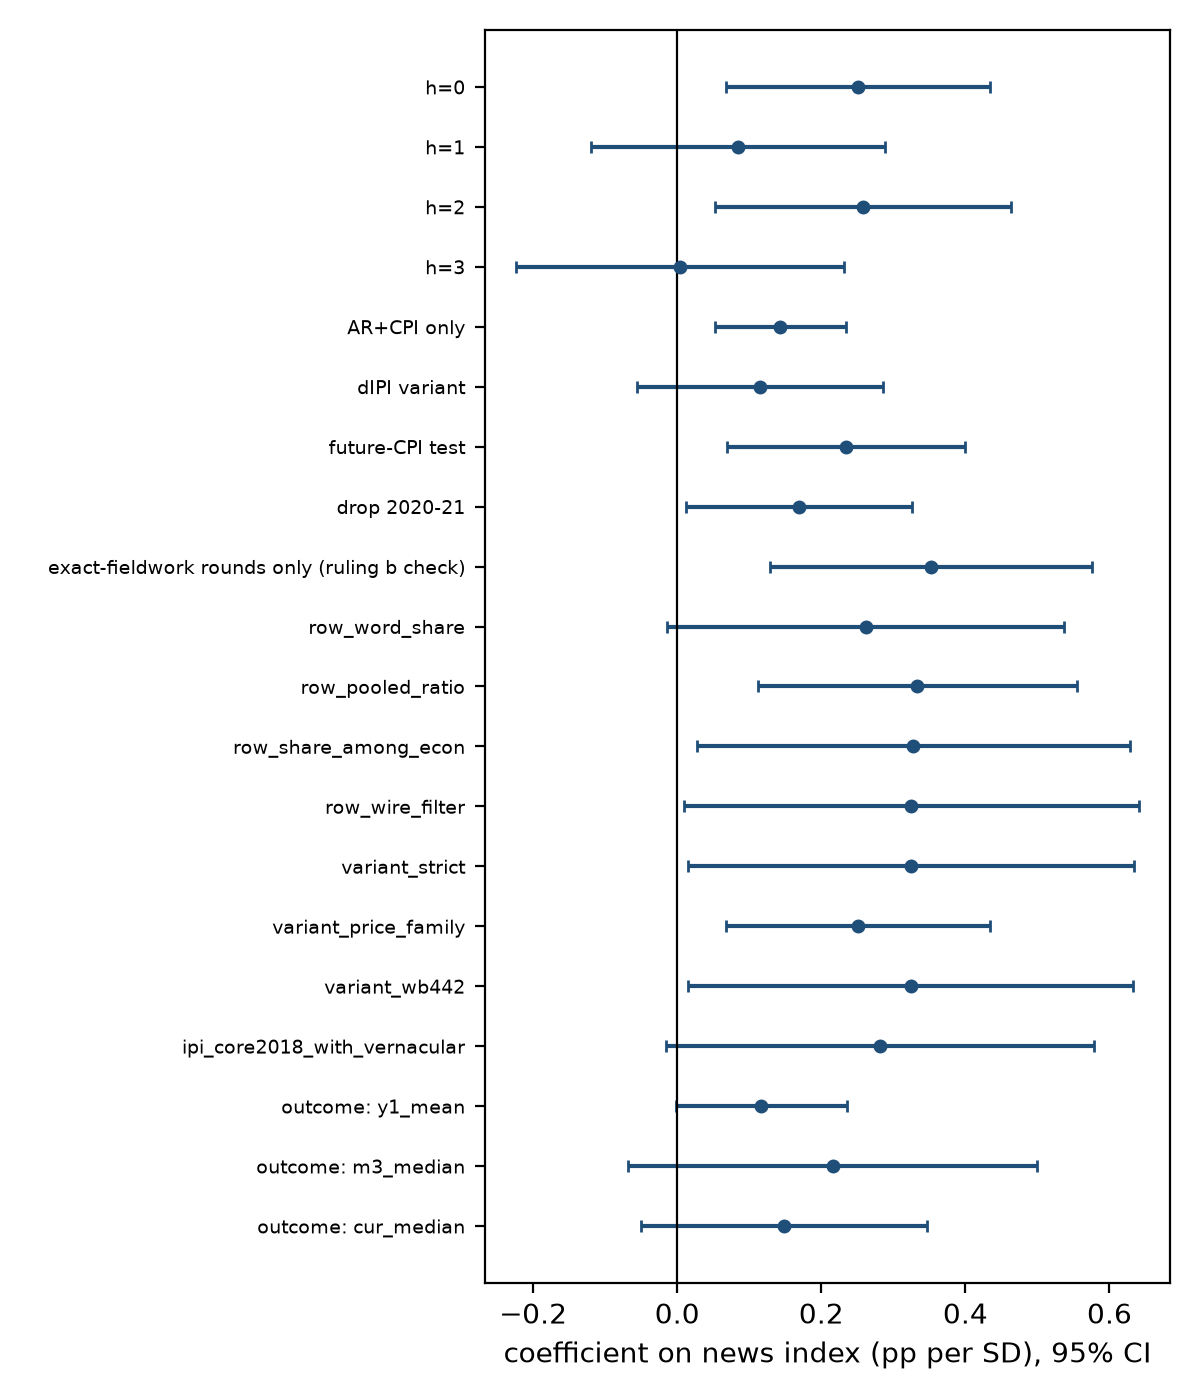 h=0
h=1
h=2
h=3
AR+CPI only
dIPI variant
future-CPI test
drop 2020-21
exact-fieldwork rounds only (ruling b check)
row_word_share
row_pooled_ratio
row_share_among_econ
row_wire_filter
variant_strict
variant_price_family
variant_wb442
ipi_core2018_with_vernacular
outcome: y1_mean
outcome: m3_median
outcome: cur_median
−0.2 0.0 0.2 0.4 0.6
coefficient on news index (pp per SD), 95% CI